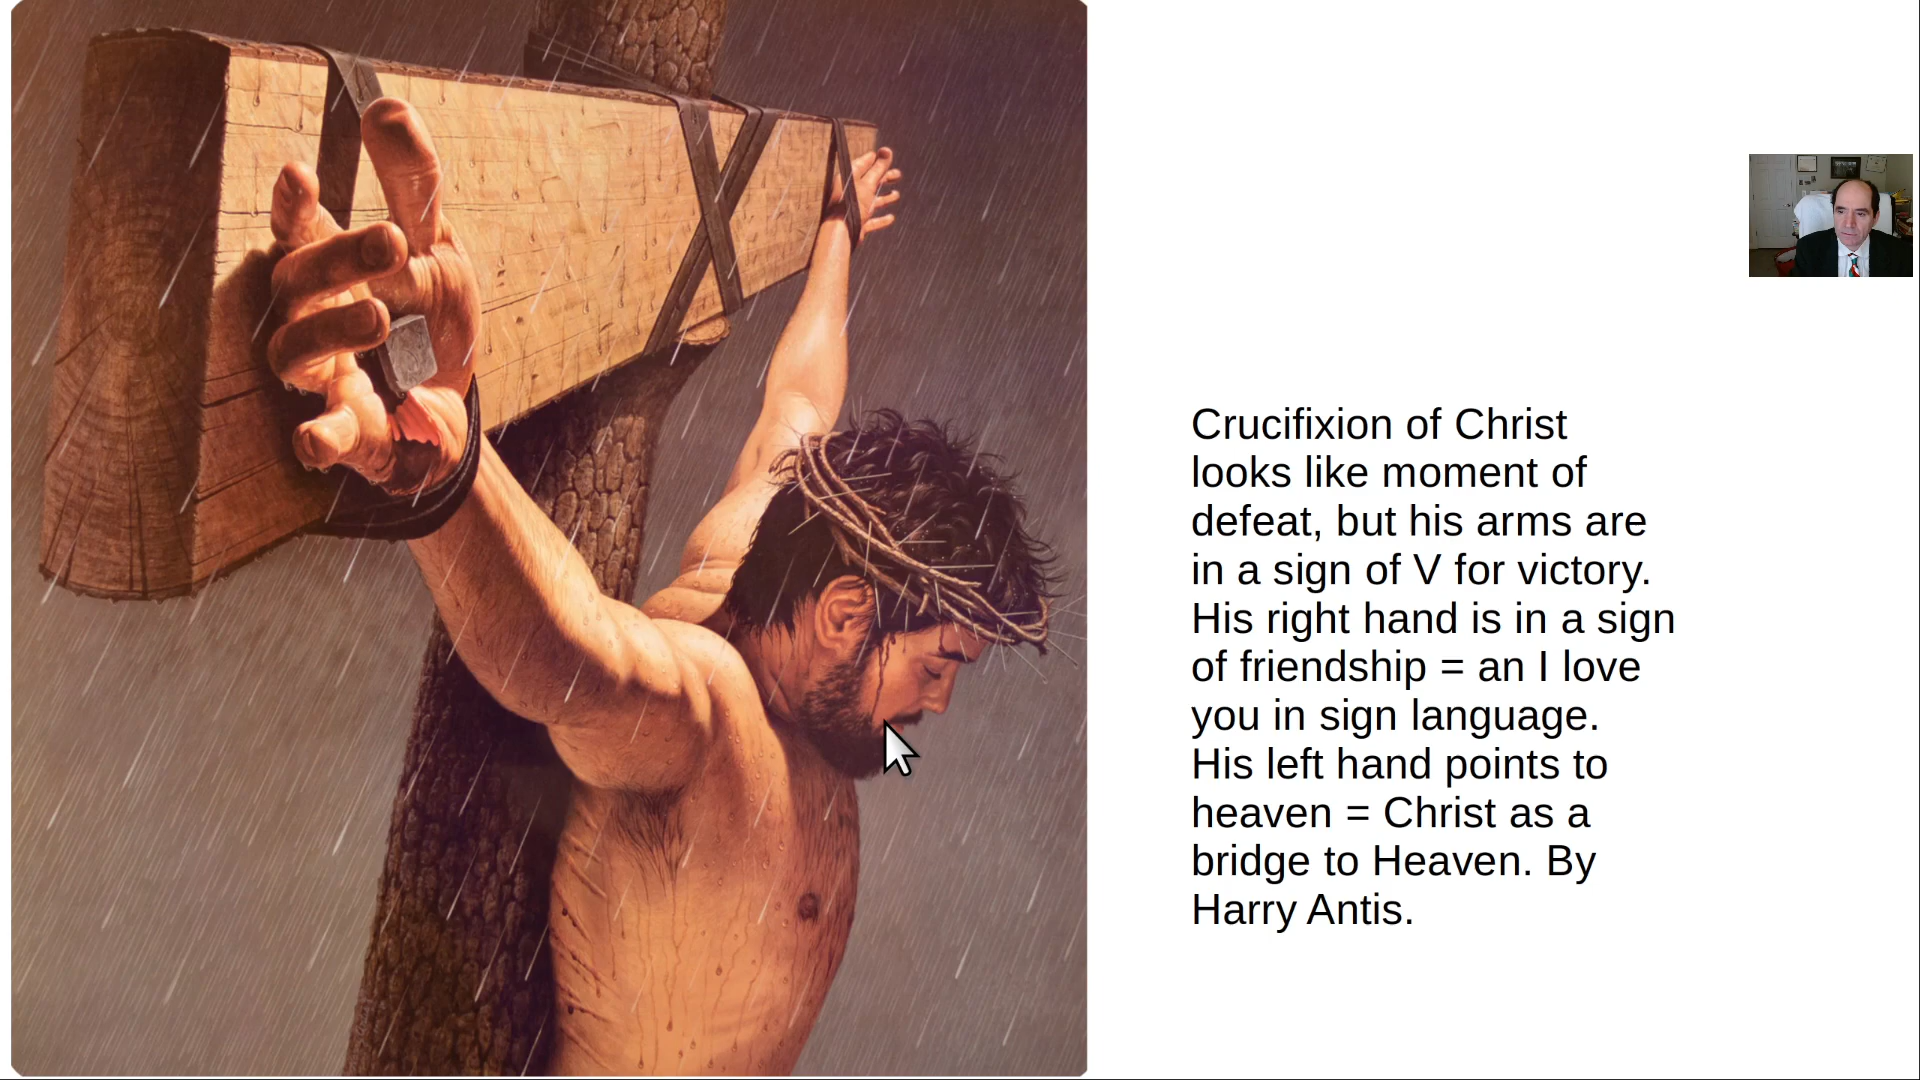 Crucifixion of Christ
looks like moment of
defeat, but his arms are
in a sign of V for victory.
His right hand is in a sign
of friendship = an I love
you in sign language.
His left hand points to
heaven = Christ as a
bridge to Heaven. By
Harry Antis.